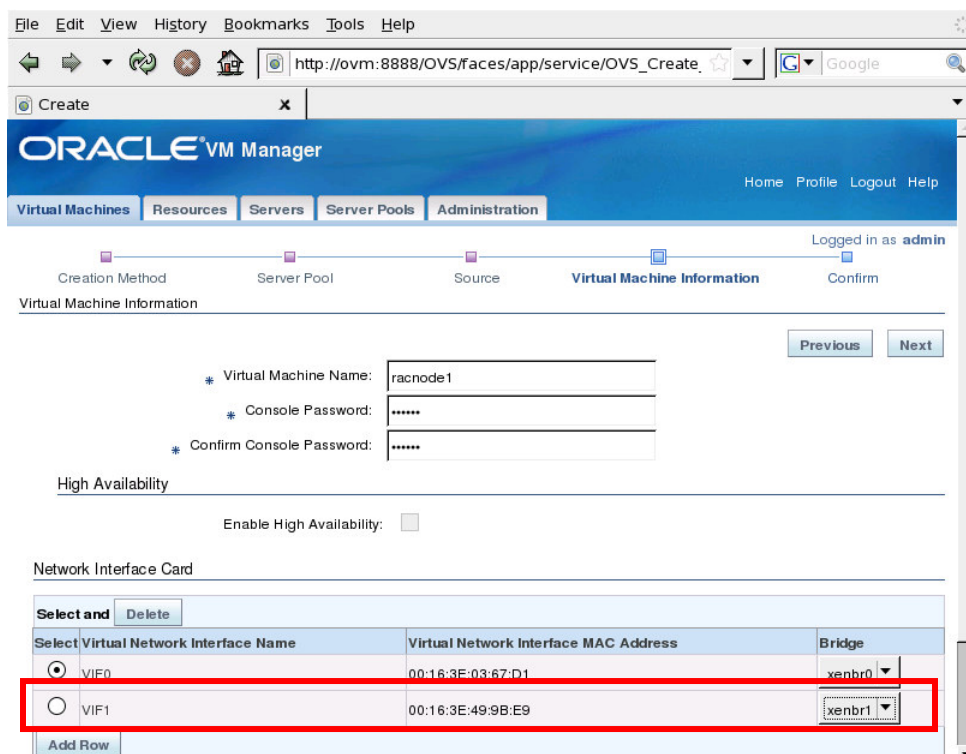 File Edit View History Bookmarks Tools Help
http://ovm:8888/OVS/faces/app/service/OVS_Create_ G Google
Create x
ORACLE VM Manager
Home Profile Logout Help
Virtual Machines Resources Servers Server Pools Administration
Logged in as admin
Creation Method Server Pool Source Virtual Machine Information Confirm
Virtual Machine Information
Previous Next
* Virtual Machine Name: racnode1
* Console Password: ••••••
* Confirm Console Password: ••••••
High Availability
Enable High Availability:
Network Interface Card
Select and Delete
Select Virtual Network Interface Name Virtual Network Interface MAC Address Bridge
VIF0 00:16:3E:03:67:D1 xenbr0
VIF1 00:16:3E:49:9B:E9 xenbr1
Add Row